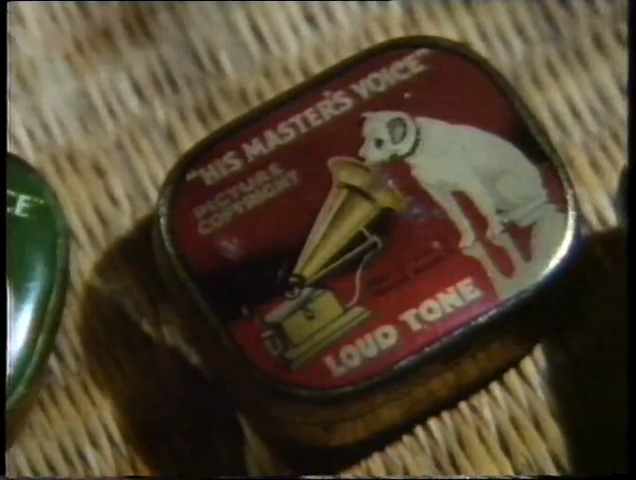 "HIS MASTER'S VOICE"
PICTURE
COPYRIGHT
LOUD TONE
E